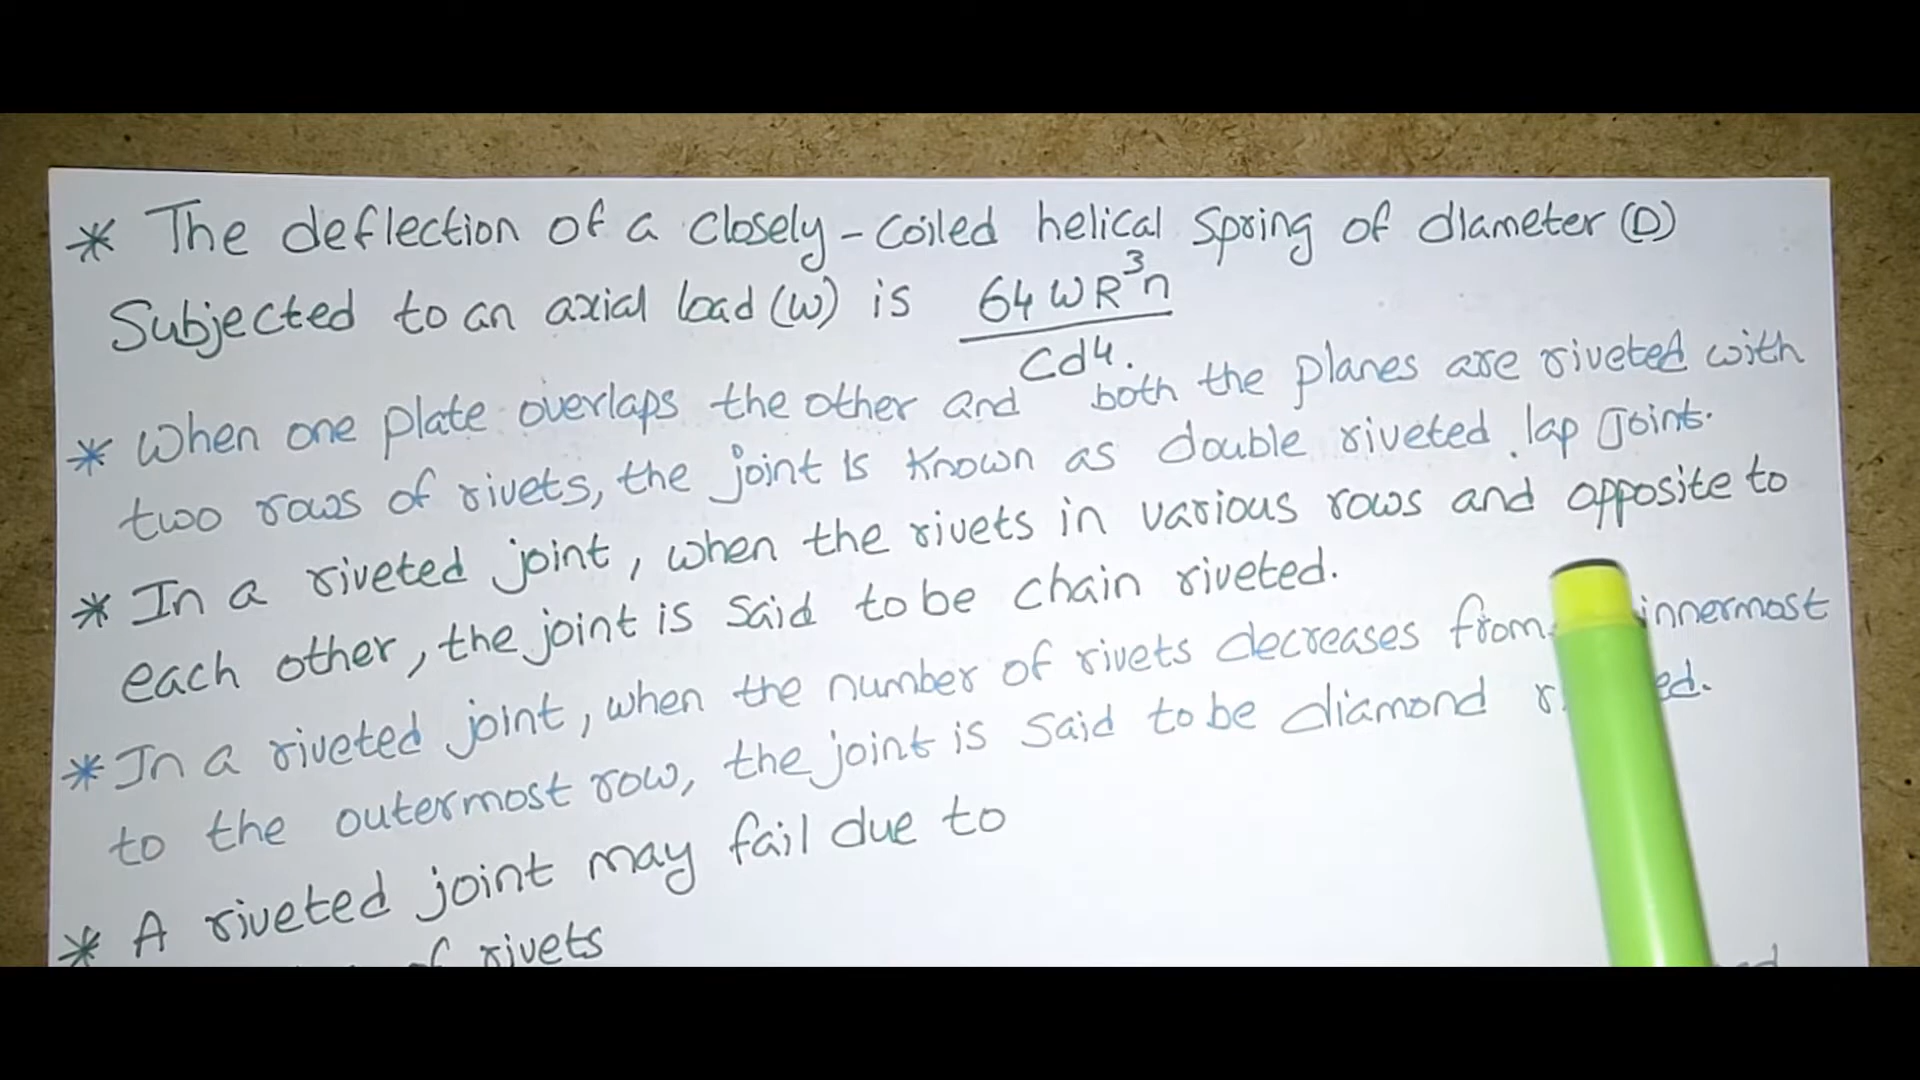 * The deflection of a closely-coiled helical spring of diameter (D)
Subjected to an axial load (W) is 64WR³n / Cd⁴.
* When one plate overlaps the other and both the planes are riveted with
two rows of rivets, the joint is known as double riveted lap joint.
* In a riveted joint, when the rivets in various rows and opposite to
each other, the joint is said to be chain riveted.
* In a riveted joint, when the number of rivets decreases from innermost
to the outermost row, the joint is said to be diamond
* A riveted joint may fail due to
of rivets